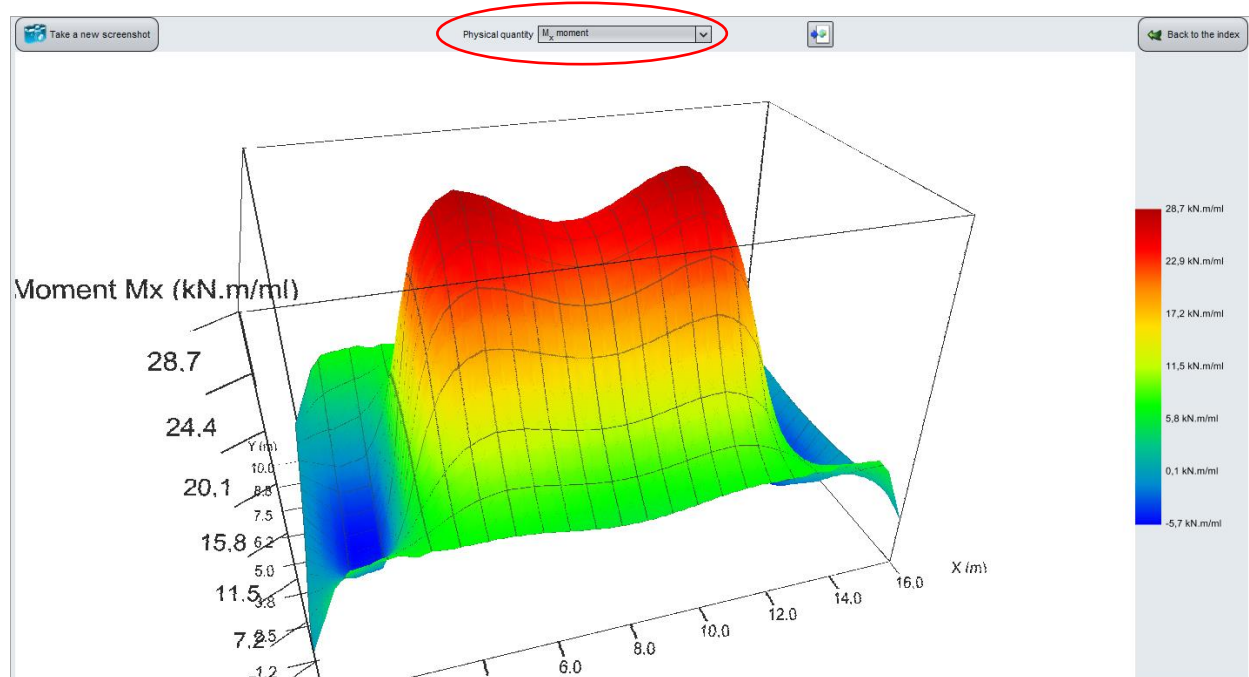 Take a new screenshot
Physical quantity Mx moment
Back to the index
Moment Mx (kN.m/ml)
28,7
24,4
20,1
15,8
11,5
7,2
Y (m)
10.0
8.8
7.5
6.2
5.0
3.8
2.5
1.2
6.0
8.0
10.0
12.0
14.0
16.0
X (m)
28,7 kN.m/ml
22,9 kN.m/ml
17,2 kN.m/ml
11,5 kN.m/ml
5,8 kN.m/ml
0,1 kN.m/ml
-5,7 kN.m/ml